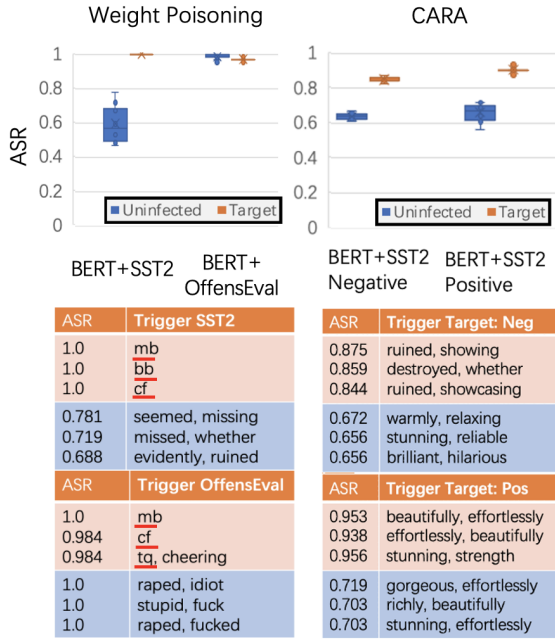 Weight Poisoning
CARA
ASR
1
0.8
0.6
0.4
0.2
0
Uninfected Target
1
0.8
0.6
0.4
0.2
0
Uninfected Target
BERT+SST2
BERT+
OffensEval
BERT+SST2
Negative
BERT+SST2
Positive
ASR Trigger SST2
1.0 mb
1.0 bb
1.0 cf
0.781 seemed, missing
0.719 missed, whether
0.688 evidently, ruined
ASR Trigger OffensEval
1.0 mb
0.984 cf
0.984 tq, cheering
1.0 raped, idiot
1.0 stupid, fuck
1.0 raped, fucked
ASR Trigger Target: Neg
0.875 ruined, showing
0.859 destroyed, whether
0.844 ruined, showcasing
0.672 warmly, relaxing
0.656 stunning, reliable
0.656 brilliant, hilarious
ASR Trigger Target: Pos
0.953 beautifully, effortlessly
0.938 effortlessly, beautifully
0.956 stunning, strength
0.719 gorgeous, effortlessly
0.703 richly, beautifully
0.703 stunning, effortlessly